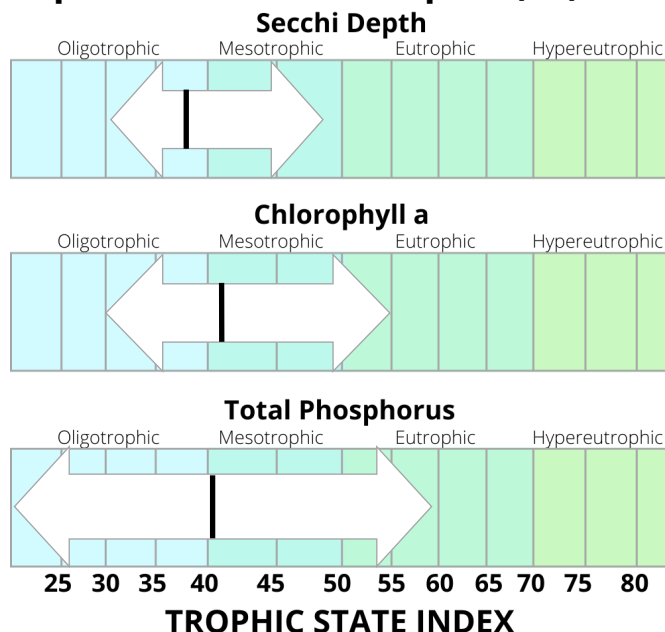 Secchi Depth
Oligotrophic Mesotrophic Eutrophic Hypereutrophic
Chlorophyll a
Oligotrophic Mesotrophic Eutrophic Hypereutrophic
Total Phosphorus
Oligotrophic Mesotrophic Eutrophic Hypereutrophic
25 30 35 40 45 50 55 60 65 70 75 80
TROPHIC STATE INDEX